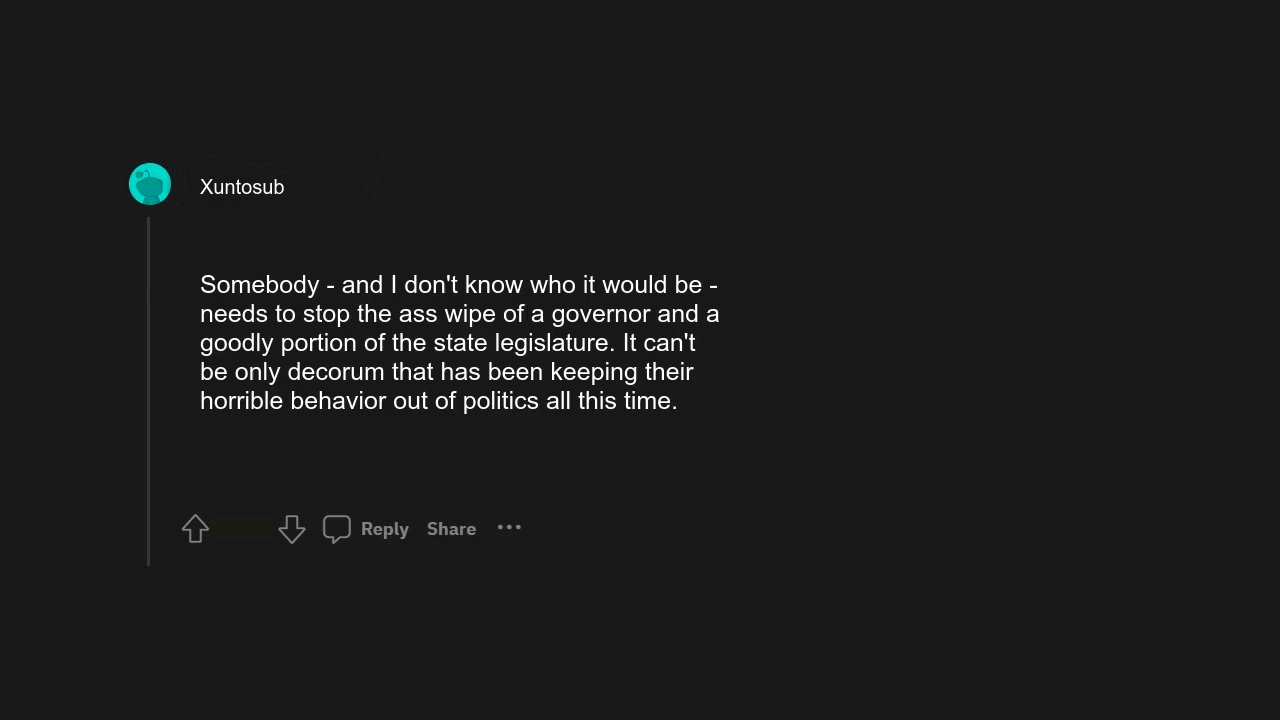 Xuntosub
Somebody - and I don't know who it would be -
needs to stop the ass wipe of a governor and a
goodly portion of the state legislature. It can't
be only decorum that has been keeping their
horrible behavior out of politics all this time.
Reply Share